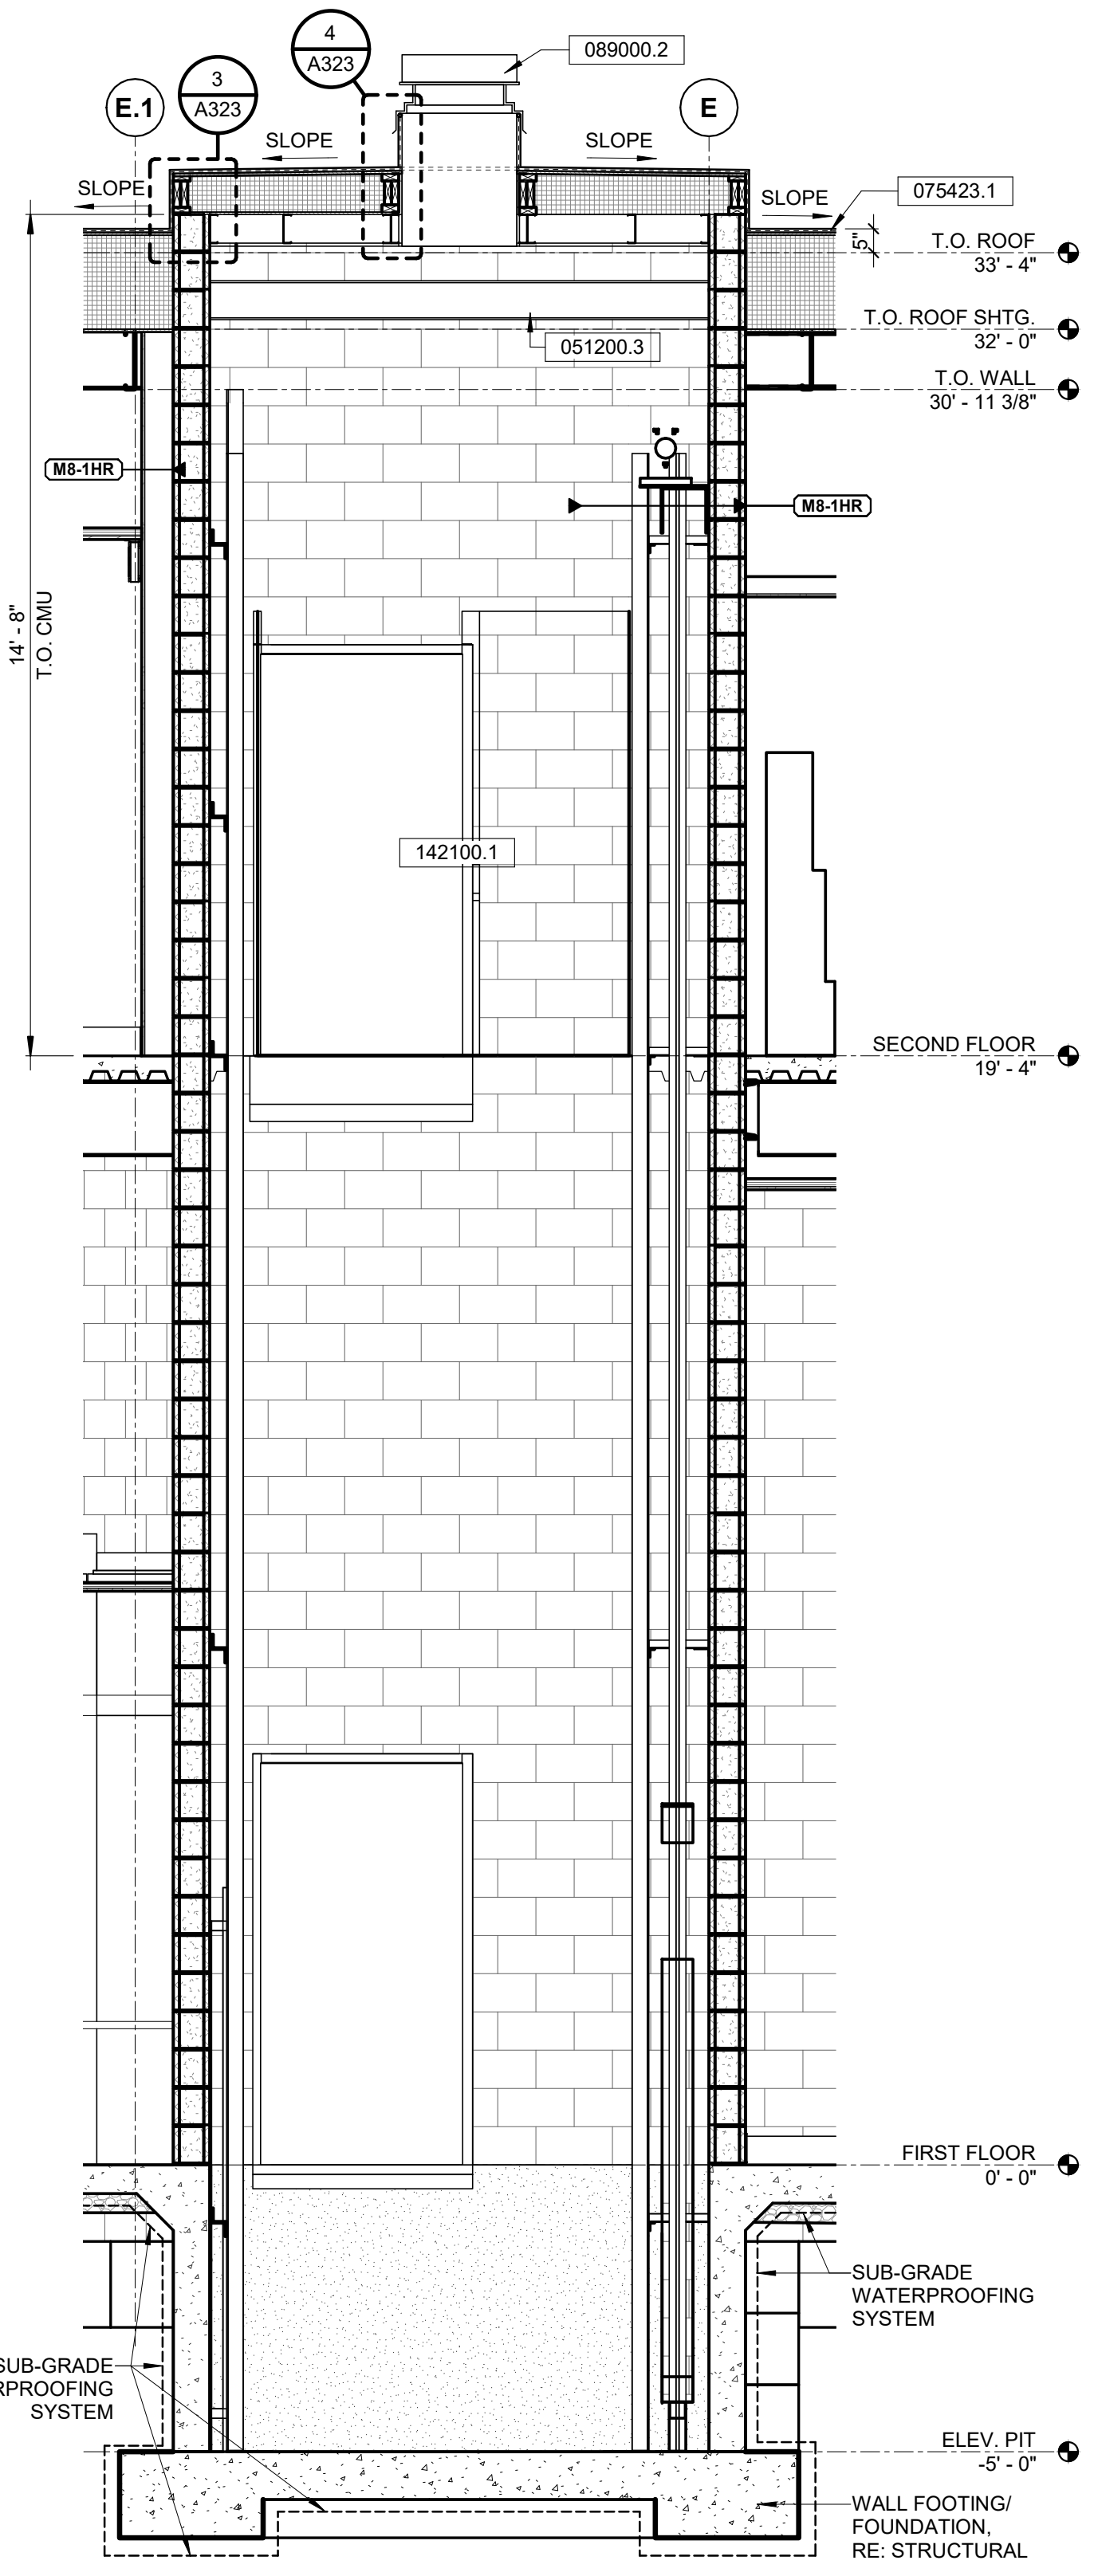 4
A323
089000.2
3
A323
E.1
E
SLOPE
SLOPE
SLOPE
SLOPE
075423.1
5"
T.O. ROOF
33' - 4"
T.O. ROOF SHTG.
32' - 0"
051200.3
T.O. WALL
30' - 11 3/8"
M8-1HR
M8-1HR
14' - 8"
T.O. CMU
142100.1
SECOND FLOOR
19' - 4"
FIRST FLOOR
0' - 0"
SUB-GRADE
WATERPROOFING
SYSTEM
SUB-GRADE
RPROOFING
SYSTEM
ELEV. PIT
-5' - 0"
WALL FOOTING/
FOUNDATION,
RE: STRUCTURAL